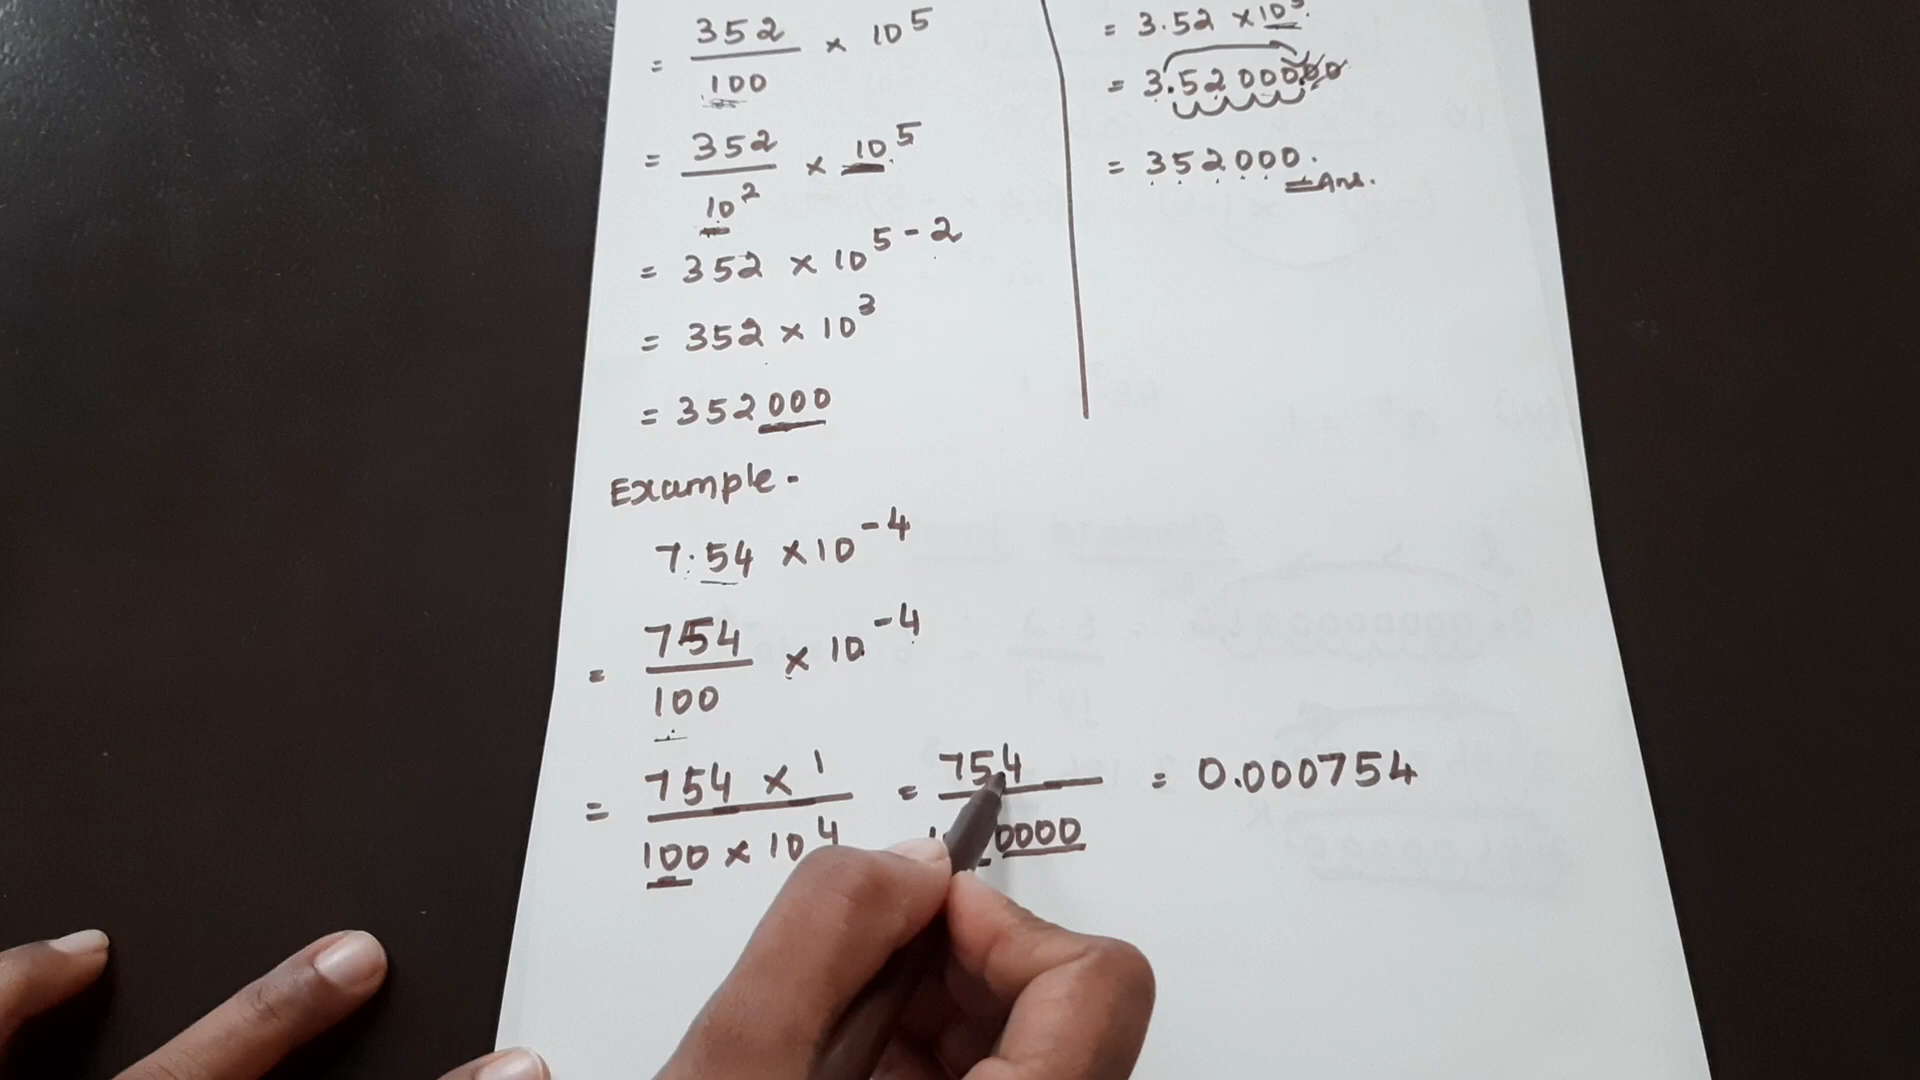 = 352/100 × 10^5
= 352/10^2 × 10^5
= 352 × 10^5-2
= 352 × 10^3
= 352000
= 3.52 × 10^5.
= 3.5200000
= 352000.
Ans.
Example-
7.54 × 10^-4
= 754/100 × 10^-4
= 754 × 1/100 × 10^4 = 754/0000 = 0.000754